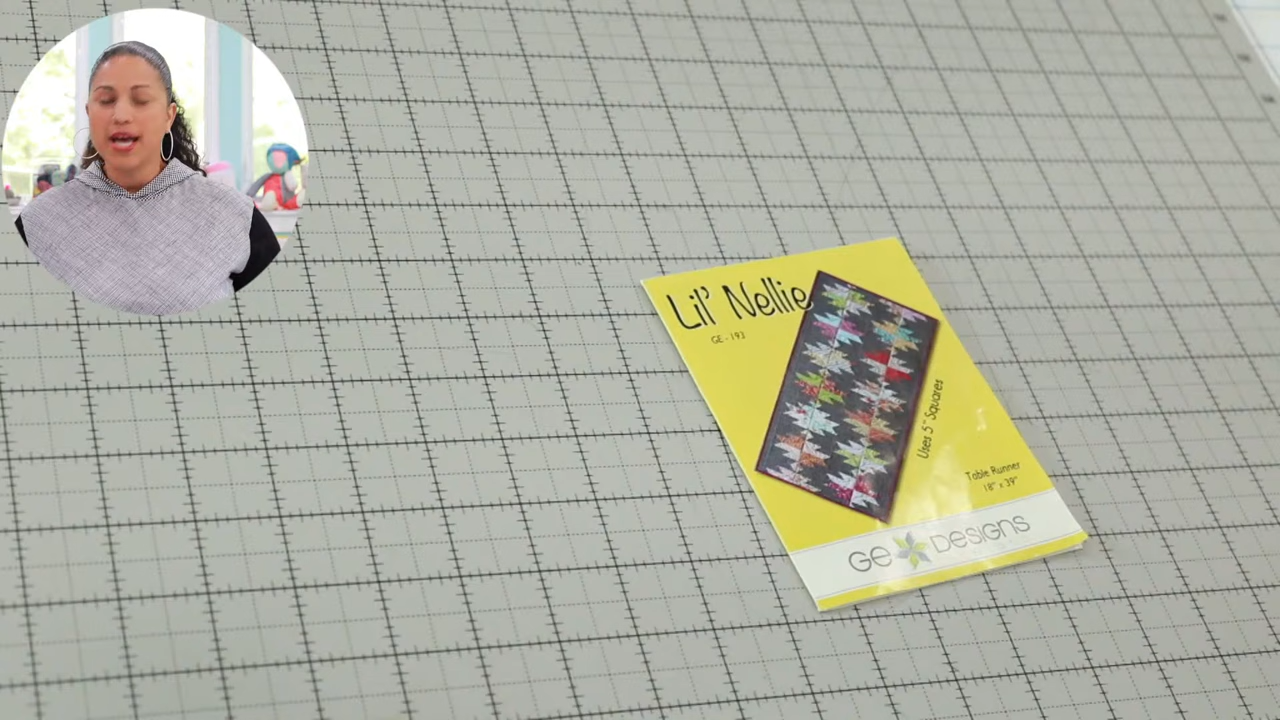 Lil' Nellie
GE - 193
Uses 5" Squares
Table Runner
18" x 39"
GE DESIGNS